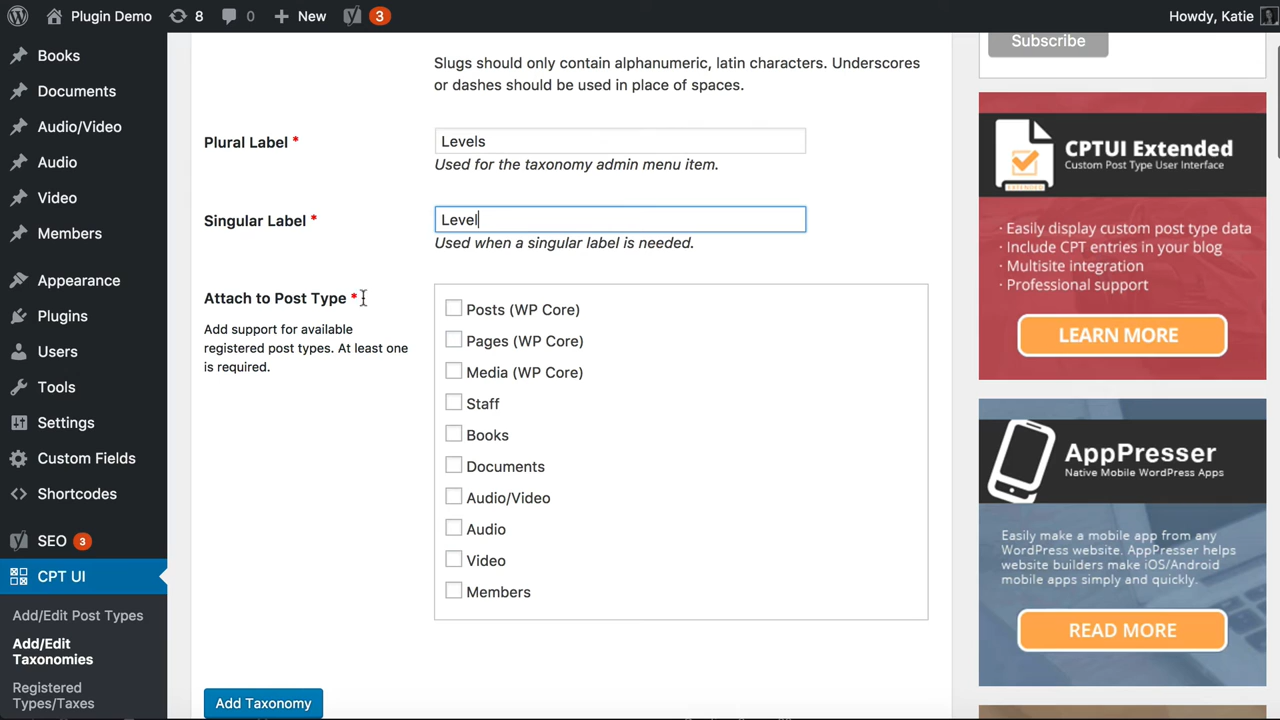 Plugin Demo 8 0 New 3 Howdy, Katie
Books
Documents
Audio/Video
Audio
Video
Members
Appearance
Plugins
Users
Tools
Settings
Custom Fields
Shortcodes
SEO 3
CPT UI
Add/Edit Post Types
Add/Edit
Taxonomies
Registered
Types/Taxes
Slugs should only contain alphanumeric, latin characters. Underscores
or dashes should be used in place of spaces.
Plural Label *
Levels
Used for the taxonomy admin menu item.
Singular Label *
Level
Used when a singular label is needed.
Attach to Post Type *
Add support for available
registered post types. At least one
is required.
Posts (WP Core)
Pages (WP Core)
Media (WP Core)
Staff
Books
Documents
Audio/Video
Audio
Video
Members
Add Taxonomy
Subscribe
EXTENDED
CPTUI Extended
Custom Post Type User Interface
· Easily display custom post type data
· Include CPT entries in your blog
· Multisite integration
· Professional support
LEARN MORE
AppPresser
Native Mobile WordPress Apps
Easily make a mobile app from any
WordPress website. AppPresser helps
website builders make iOS/Android
mobile apps simply and quickly.
READ MORE